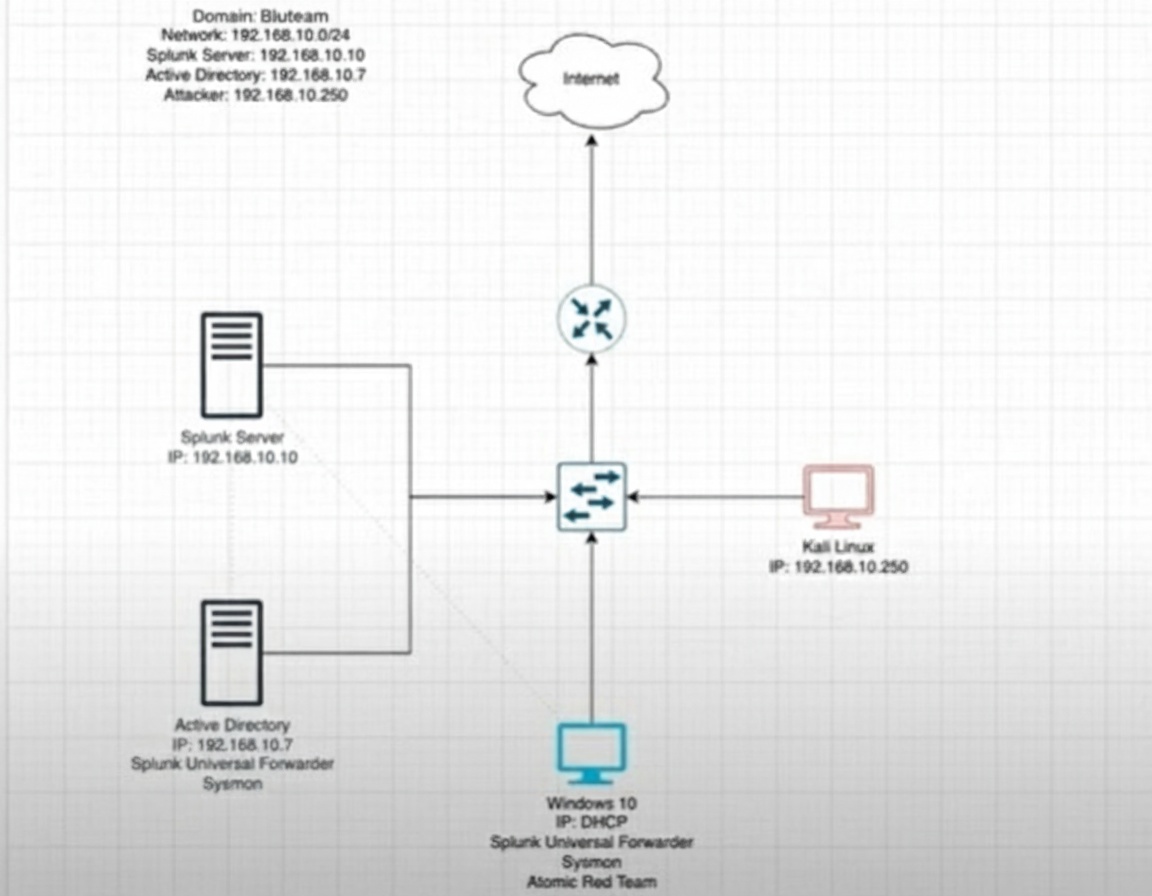 Domain: Bluteam
Network: 192.168.10.0/24
Splunk Server: 192.168.10.10
Active Directory: 192.168.10.7
Attacker: 192.168.10.250
Internet
Splunk Server
IP: 192.168.10.10
Kali Linux
IP: 192.168.10.250
Active Directory
IP: 192.168.10.7
Splunk Universal Forwarder
Sysmon
Windows 10
IP: DHCP
Splunk Universal Forwarder
Sysmon
Atomic Red Team